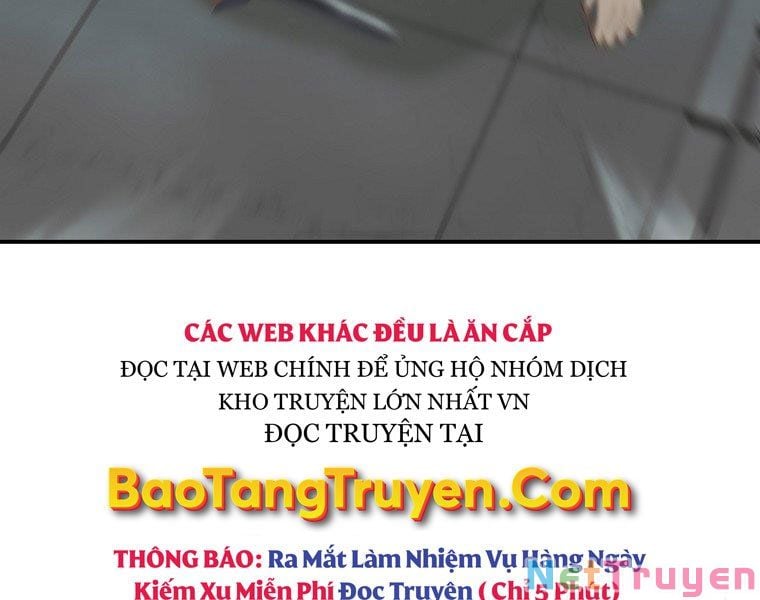 CÁC WEB KHÁC ĐỀU LÀ ĂN CẮP
ĐỌC TẠI WEB CHÍNH ĐỂ ỦNG HỘ NHÓM DỊCH
KHO TRUYỆN LỚN NHẤT VN
ĐỌC TRUYỆN TẠI
BaoTangTruyen.Com
THÔNG BÁO: Ra Mắt Làm Nhiệm Vụ Hàng Ngày
Kiếm Xu Miễn Phí Đọc Truyện ( Chỉ 5 Phút)
NetTruyen